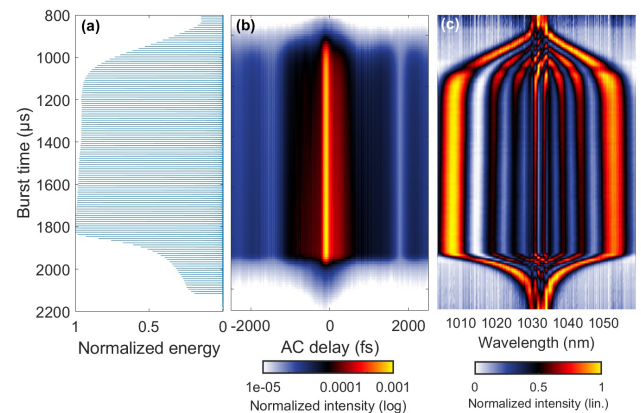 (a)
(b)
(c)
800
1000
1200
1400
1600
1800
2000
2200
Burst time (μs)
1
0.5
0
Normalized energy
-2000
0
2000
AC delay (fs)
1e-05
0.0001
0.001
Normalized intensity (log)
1010
1020
1030
1040
1050
Wavelength (nm)
0
0.5
1
Normalized intensity (lin.)